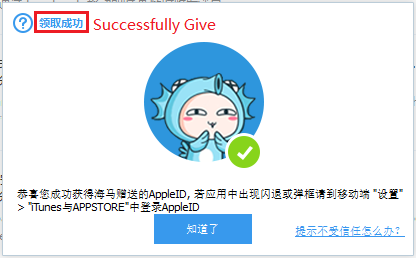 领取成功 Successfully Give
恭喜您成功获得海马赠送的AppleID, 若应用中出现闪退或弹框请到移动端 "设置"
> "iTunes与APPSTORE"中登录AppleID
知道了
提示不受信任怎么办?